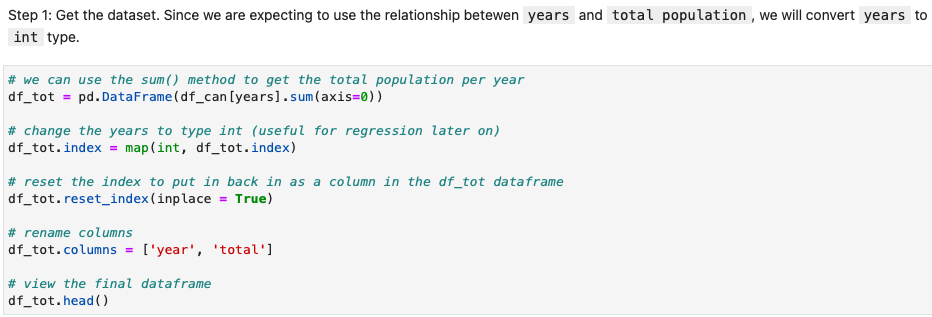 Step 1: Get the dataset. Since we are expecting to use the relationship betewen years and total population , we will convert years to
int type.
# we can use the sum() method to get the total population per year
df_tot = pd.DataFrame(df_can[years].sum(axis=0))
# change the years to type int (useful for regression later on)
df_tot.index = map(int, df_tot.index)
# reset the index to put in back in as a column in the df_tot dataframe
df_tot.reset_index(inplace = True)
# rename columns
df_tot.columns = ['year', 'total']
# view the final dataframe
df_tot.head()